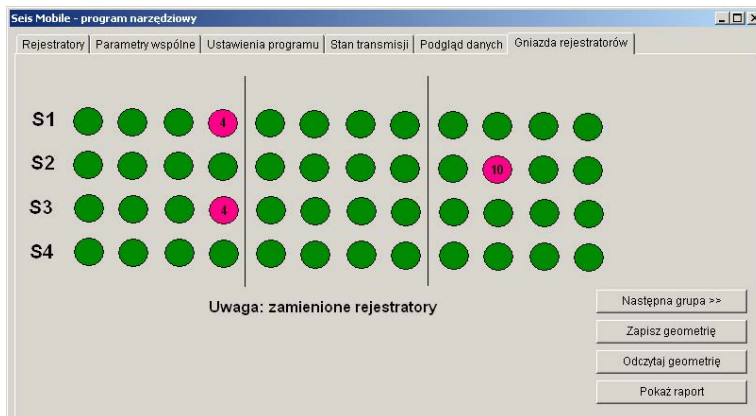 Seis Mobile - program narzędziowy
Rejestratory Parametry wspólne Ustawienia programu Stan transmisji Podgląd danych Gniazda rejestratorów
S1 4
S2 10
S3 4
S4
Uwaga: zamienione rejestratory
Następna grupa >>
Zapisz geometrię
Odczytaj geometrię
Pokaż raport